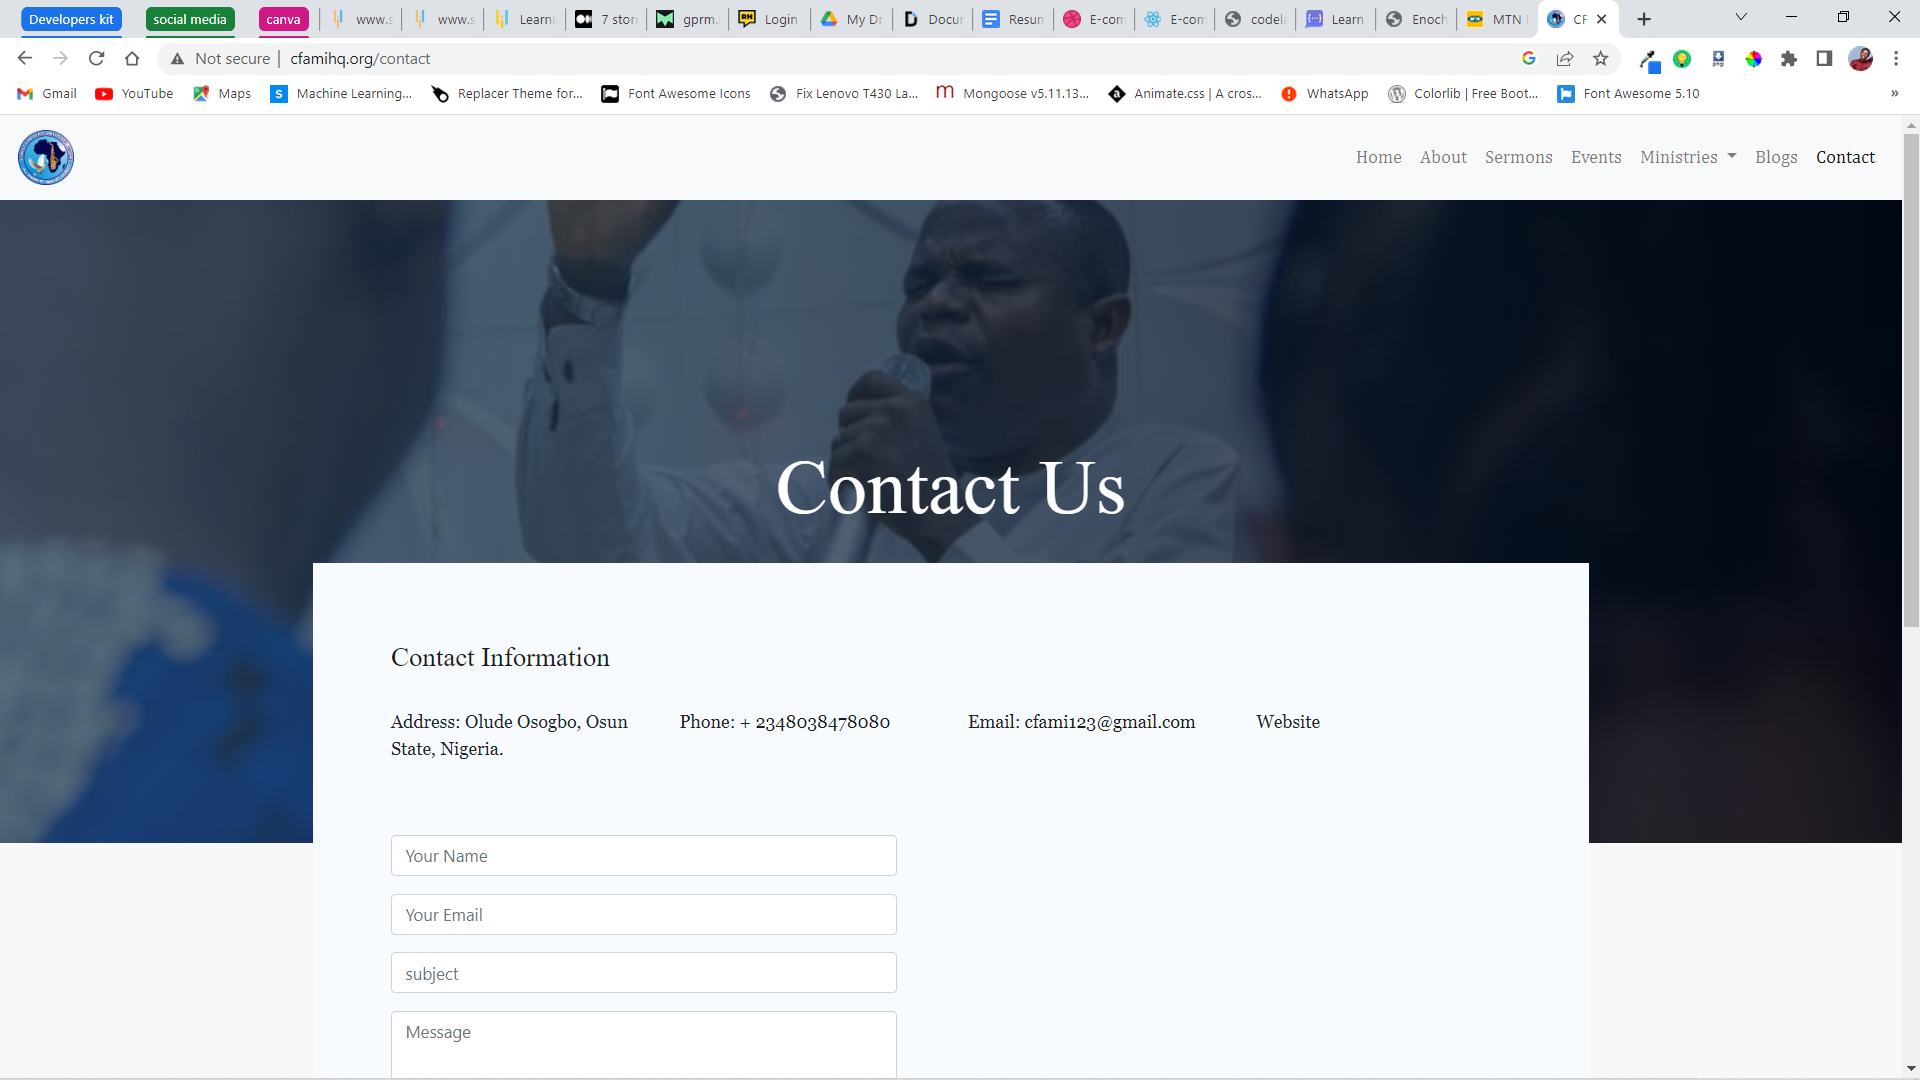 Developers kit
social media
canva
www.s
www.s
Learni
7 stori
gprm.
Login
My Dr
Docur
Resum
E-com
E-com
codela
Learn
Enoch
MTN
CF
Not secure | cfamihq.org/contact
Gmail
YouTube
Maps
Machine Learning...
Replacer Theme for...
Font Awesome Icons
Fix Lenovo T430 La...
Mongoose v5.11.13...
Animate.css | A cros...
WhatsApp
Colorlib | Free Boot...
Font Awesome 5.10
»
Home
About
Sermons
Events
Ministries
Blogs
Contact
Contact Us
Contact Information
Address: Olude Osogbo, Osun
State, Nigeria.
Phone: + 2348038478080
Email: cfami123@gmail.com
Website
Your Name
Your Email
subject
Message